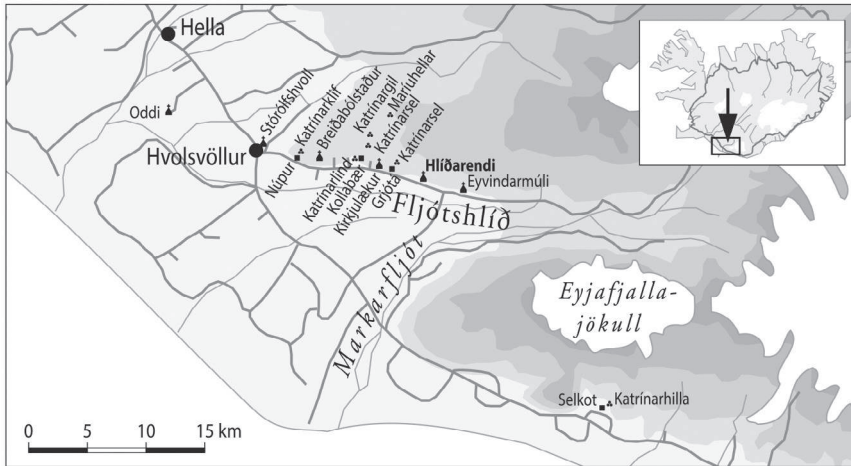 Hella
Oddi
Stórólfshvoll
Hvolsvöllur
Núpur
Katrínarklif
Breiðabólstaður
Katrínarlind
Kollabær
Katrínargil
Maríuhellar
Kirkjulækur
Katrínarsel
Grjóta
Katrínarsel
Hlíðarendi
Eyvindarmúli
Fljótshlíð
Markarfljót
Eyjafjalla-
jökull
Selkot
Katrínarhilla
0 5 10 15 km